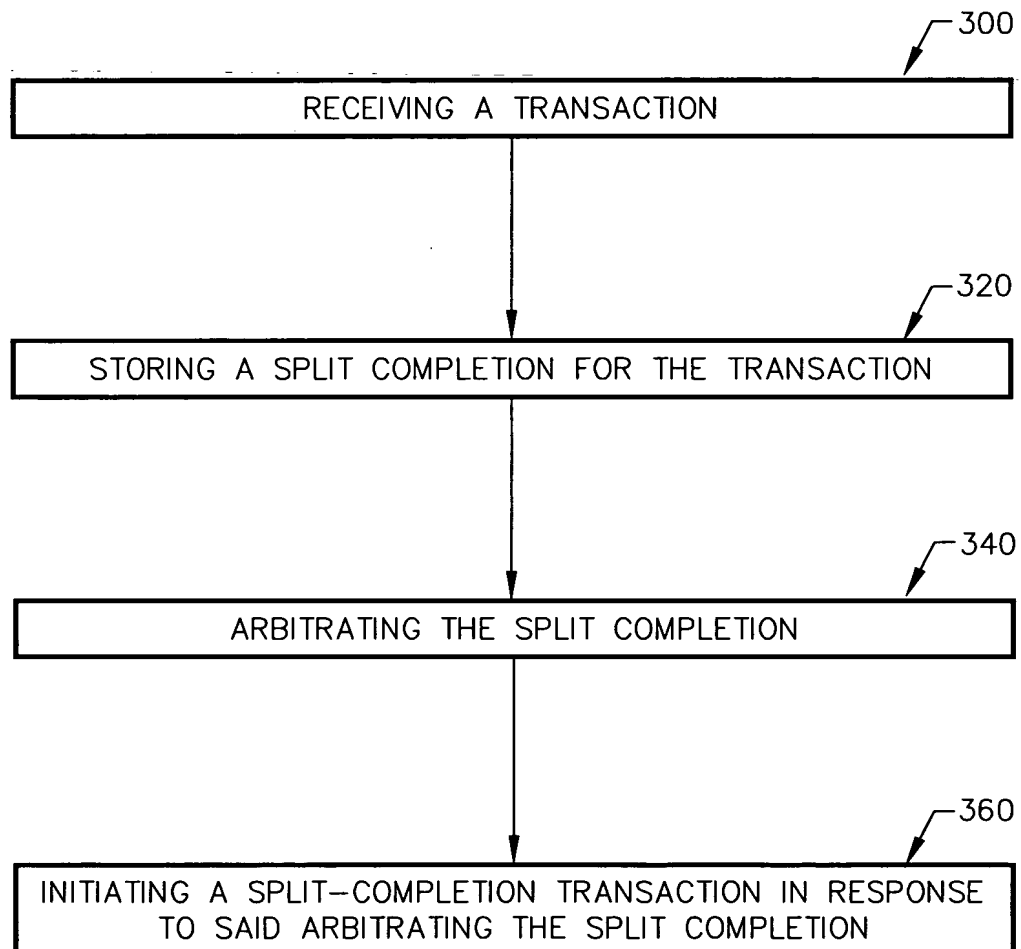 300
RECEIVING A TRANSACTION
320
STORING A SPLIT COMPLETION FOR THE TRANSACTION
340
ARBITRATING THE SPLIT COMPLETION
360
INITIATING A SPLIT-COMPLETION TRANSACTION IN RESPONSE
TO SAID ARBITRATING THE SPLIT COMPLETION